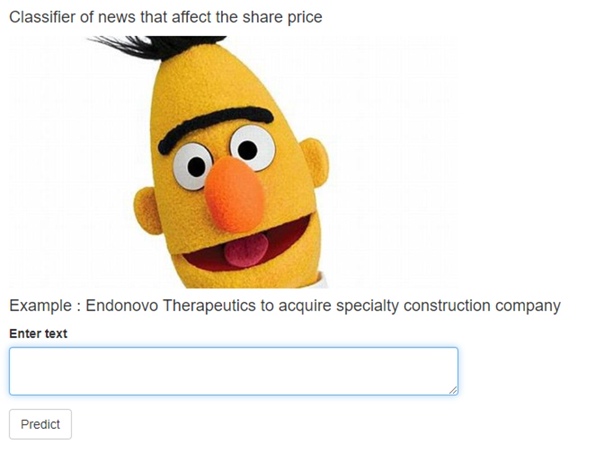 Classifier of news that affect the share price
Example : Endonovo Therapeutics to acquire specialty construction company
Enter text
Predict